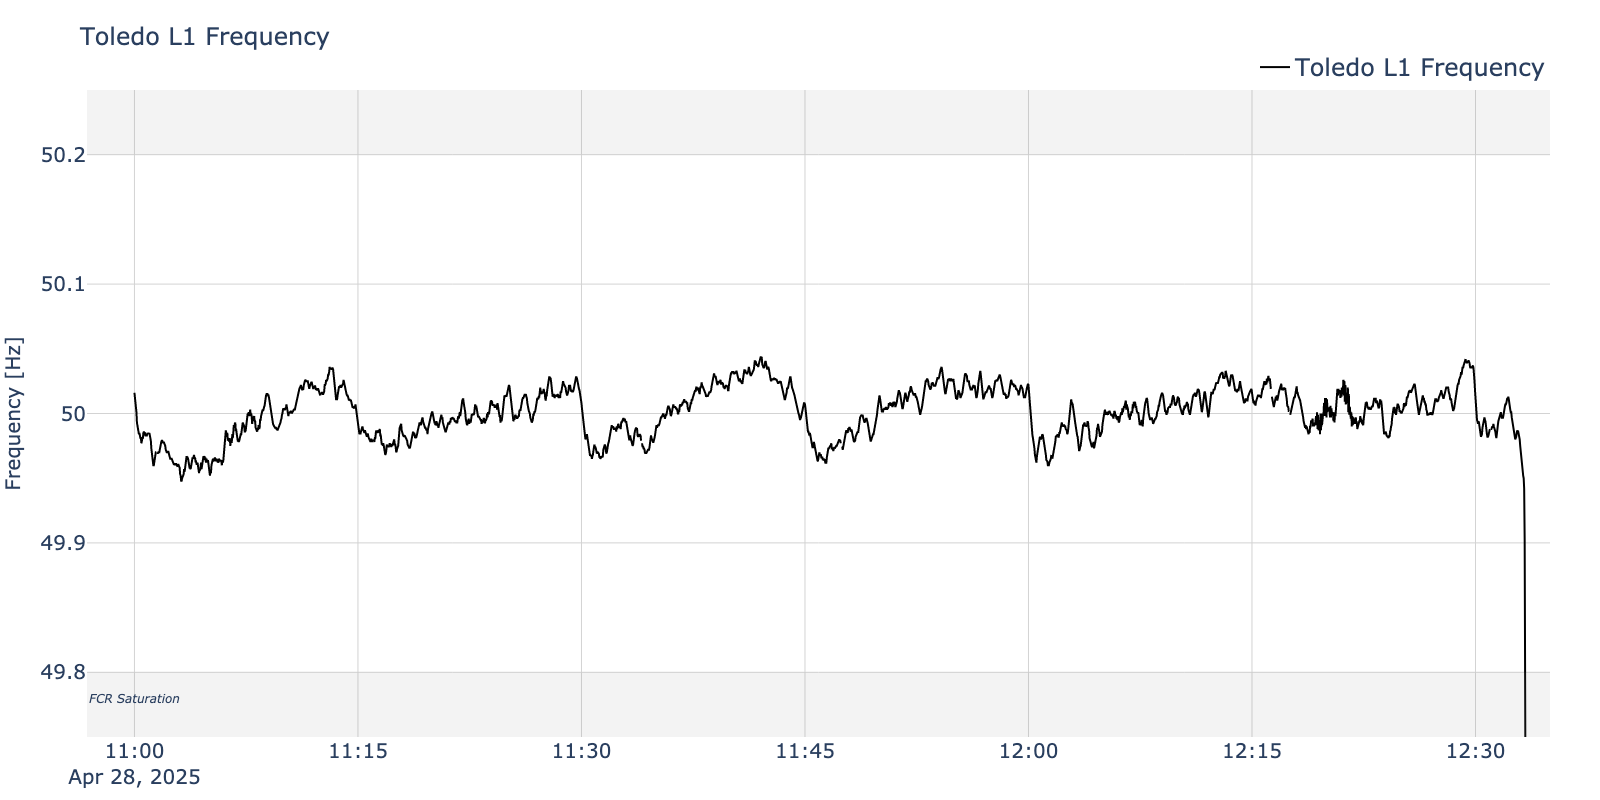 Toledo L1 Frequency
Toledo L1 Frequency
50.2
50.1
50
49.9
49.8
Frequency [Hz]
FCR Saturation
11:00 11:15 11:30 11:45 12:00 12:15 12:30
Apr 28, 2025